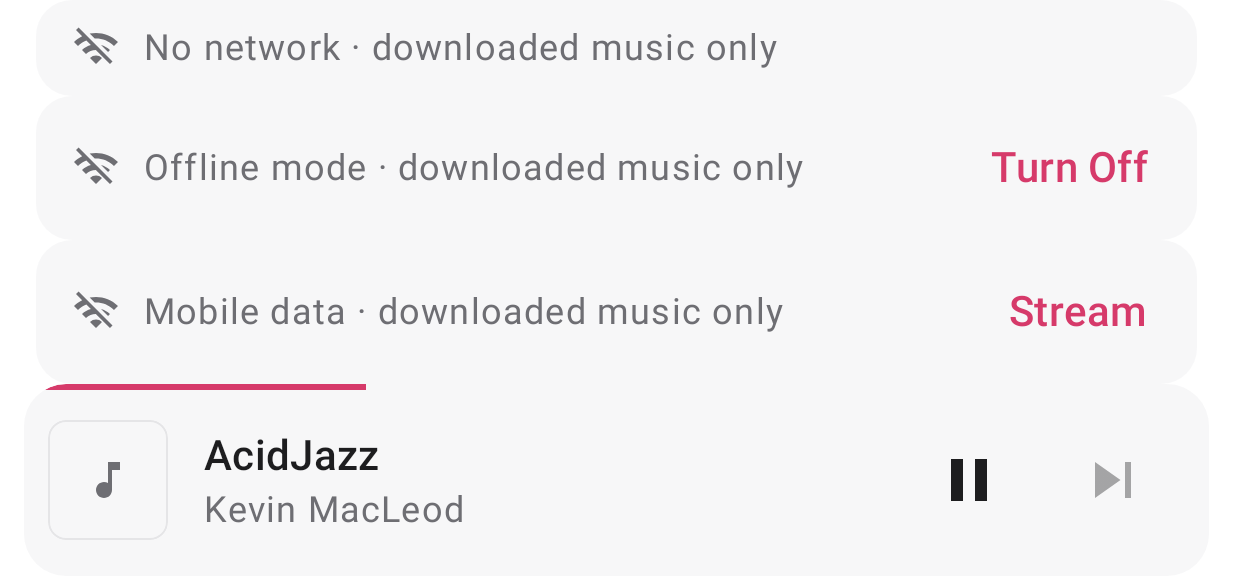 No network · downloaded music only
Offline mode · downloaded music only Turn Off
Mobile data · downloaded music only Stream
AcidJazz
Kevin MacLeod